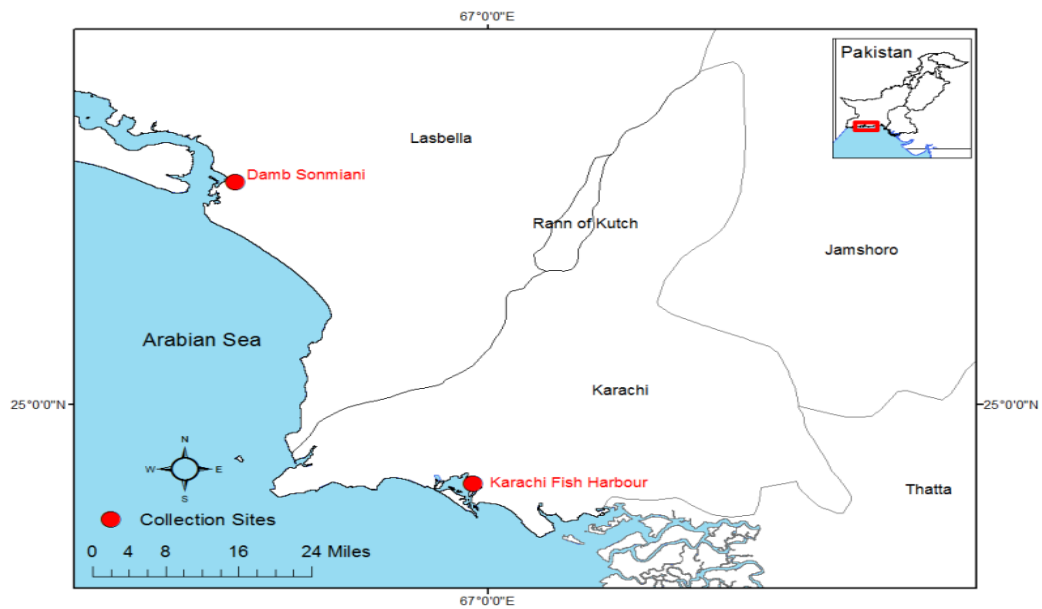 67°0'0"E
Pakistan
Lasbella
Damb Sonmiani
Rann of Kutch
Jamshoro
Arabian Sea
Karachi
25°0'0"N
25°0'0"N
N
W
E
S
Karachi Fish Harbour
Thatta
Collection Sites
0 4 8 16 24 Miles
67°0'0"E